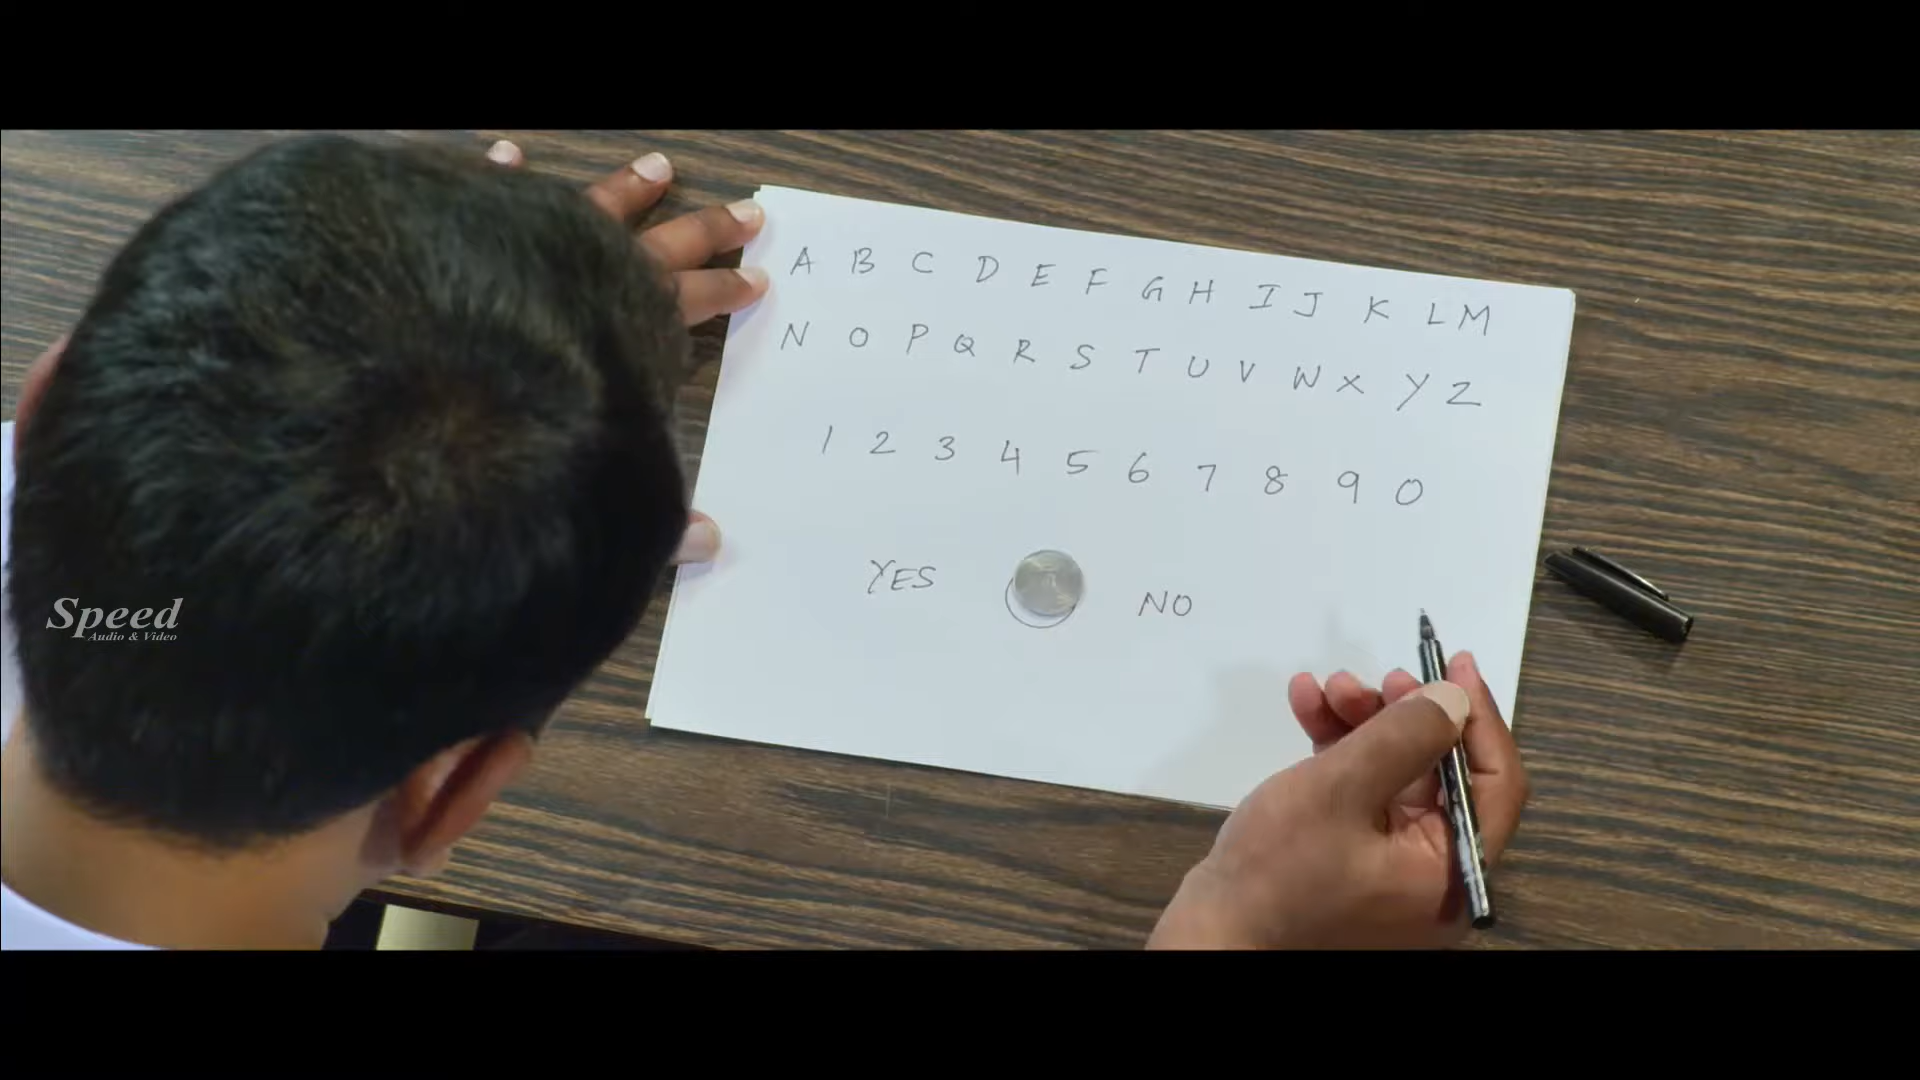 A B C D E F G H I J K L M
N O P Q R S T U V W X Y Z
1 2 3 4 5 6 7 8 9 0
YES NO
Speed
Audio & Video